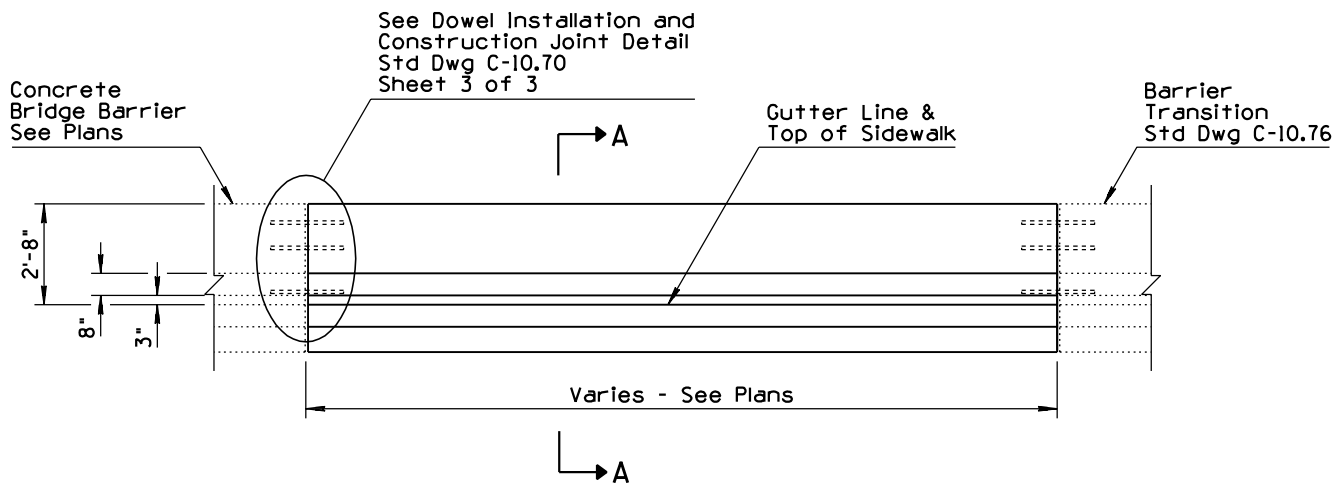 See Dowel Installation and
Construction Joint Detail
Std Dwg C-10.70
Sheet 3 of 3
Concrete
Bridge Barrier
See Plans
Gutter Line &
Top of Sidewalk
Barrier
Transition
Std Dwg C-10.76
A
2'-8"
8"
3"
Varies - See Plans
A